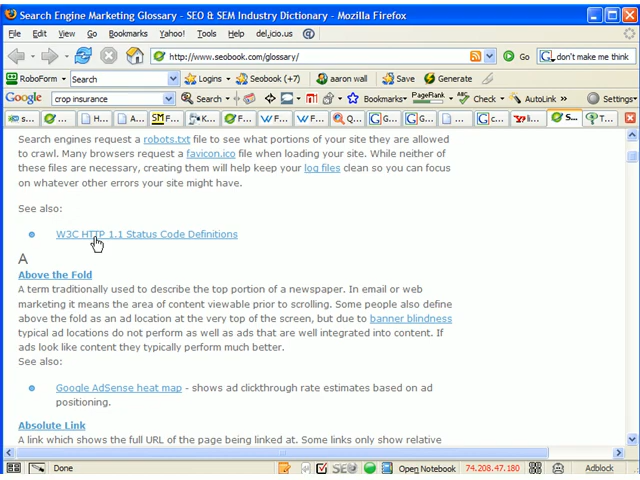 Search Engine Marketing Glossary - SEO & SEM Industry Dictionary - Mozilla Firefox
File Edit View Go Bookmarks Yahoo! Tools Help del.icio.us
http://www.seobook.com/glossary/ Go don't make me think
RoboForm Search Logins Seobook (+7) aaron wall Save Generate
Google crop insurance Search Bookmarks PageRank Check AutoLink » Settings
Search engines request a robots.txt file to see what portions of your site they are allowed
to crawl. Many browsers request a favicon.ico file when loading your site. While neither of
these files are necessary, creating them will help keep your log files clean so you can focus
on whatever other errors your site might have.
See also:
W3C HTTP 1.1 Status Code Definitions
A
Above the Fold
A term traditionally used to describe the top portion of a newspaper. In email or web
marketing it means the area of content viewable prior to scrolling. Some people also define
above the fold as an ad location at the very top of the screen, but due to banner blindness
typical ad locations do not perform as well as ads that are well integrated into content. If
ads look like content they typically perform much better.
See also:
Google AdSense heat map - shows ad clickthrough rate estimates based on ad
positioning.
Absolute Link
A link which shows the full URL of the page being linked at. Some links only show relative
Done SEO Open Notebook 74.208.47.180 Adblock